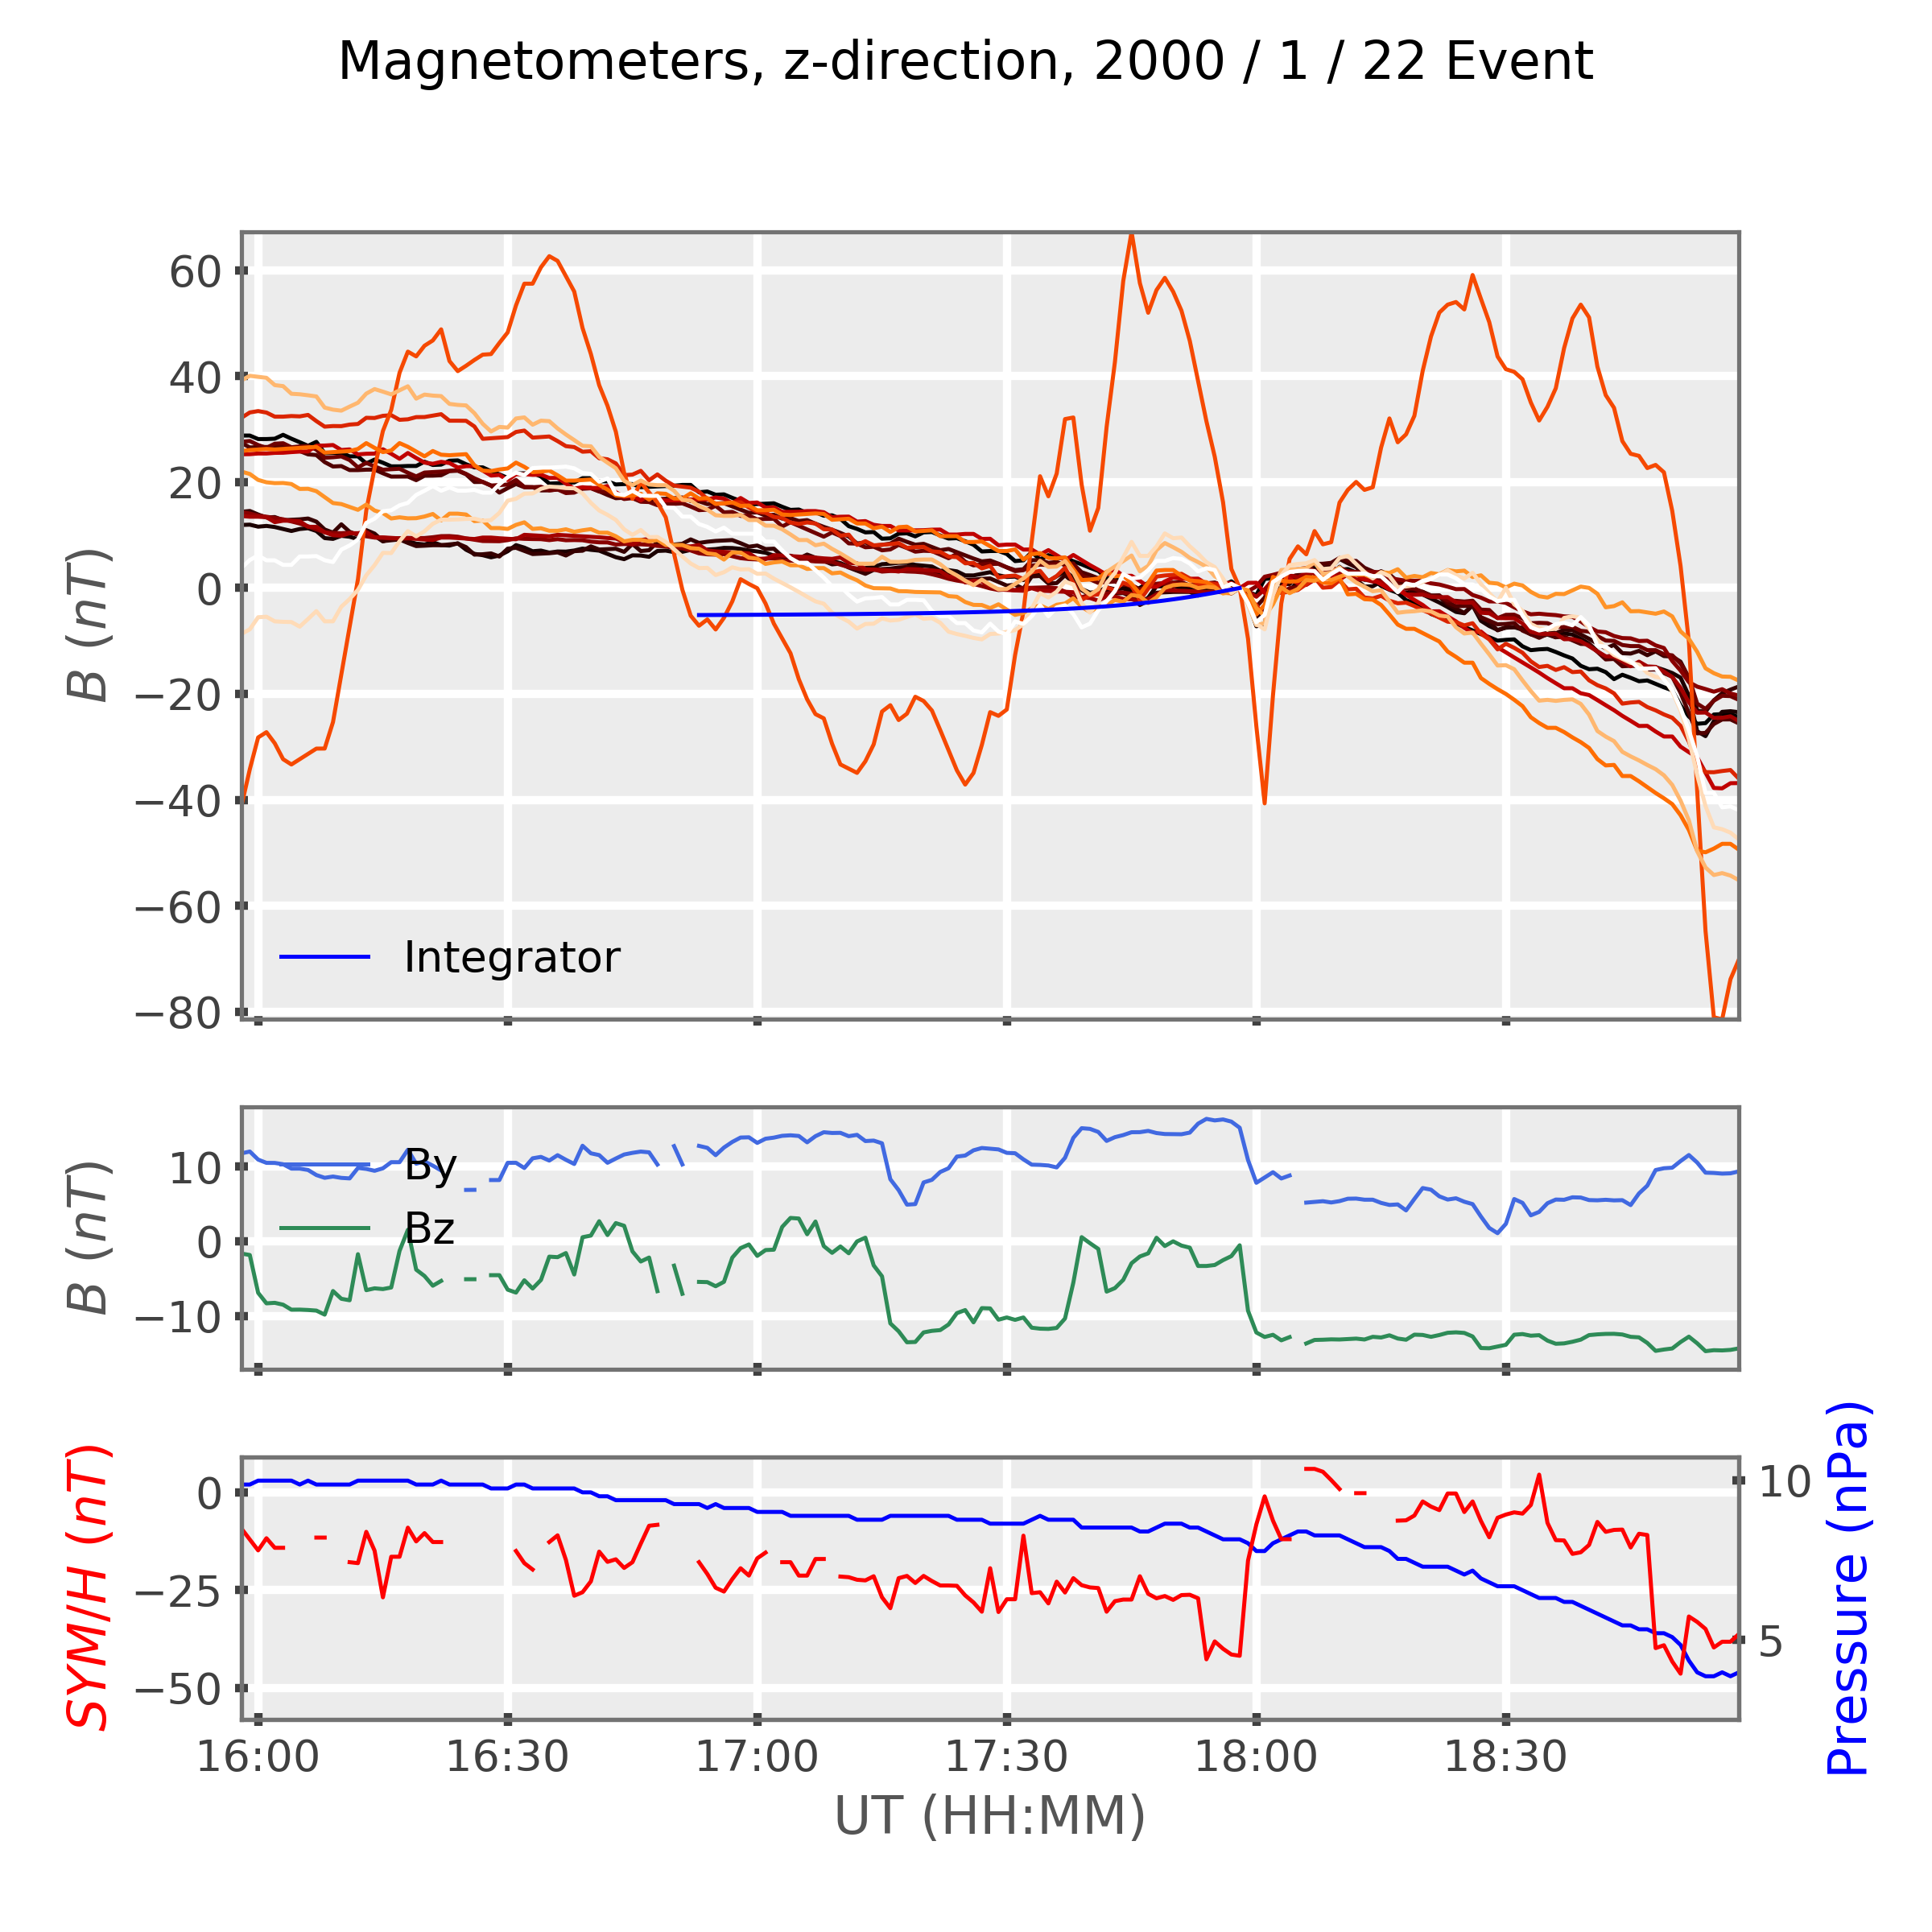 Magnetometers, z-direction, 2000 / 1 / 22 Event
B (nT)
60
40
20
0
−20
−40
−60
−80
Integrator
B (nT)
10
0
−10
By
Bz
SYM/H (nT)
0
−25
−50
10
5
Pressure (nPa)
16:00 16:30 17:00 17:30 18:00 18:30
UT (HH:MM)